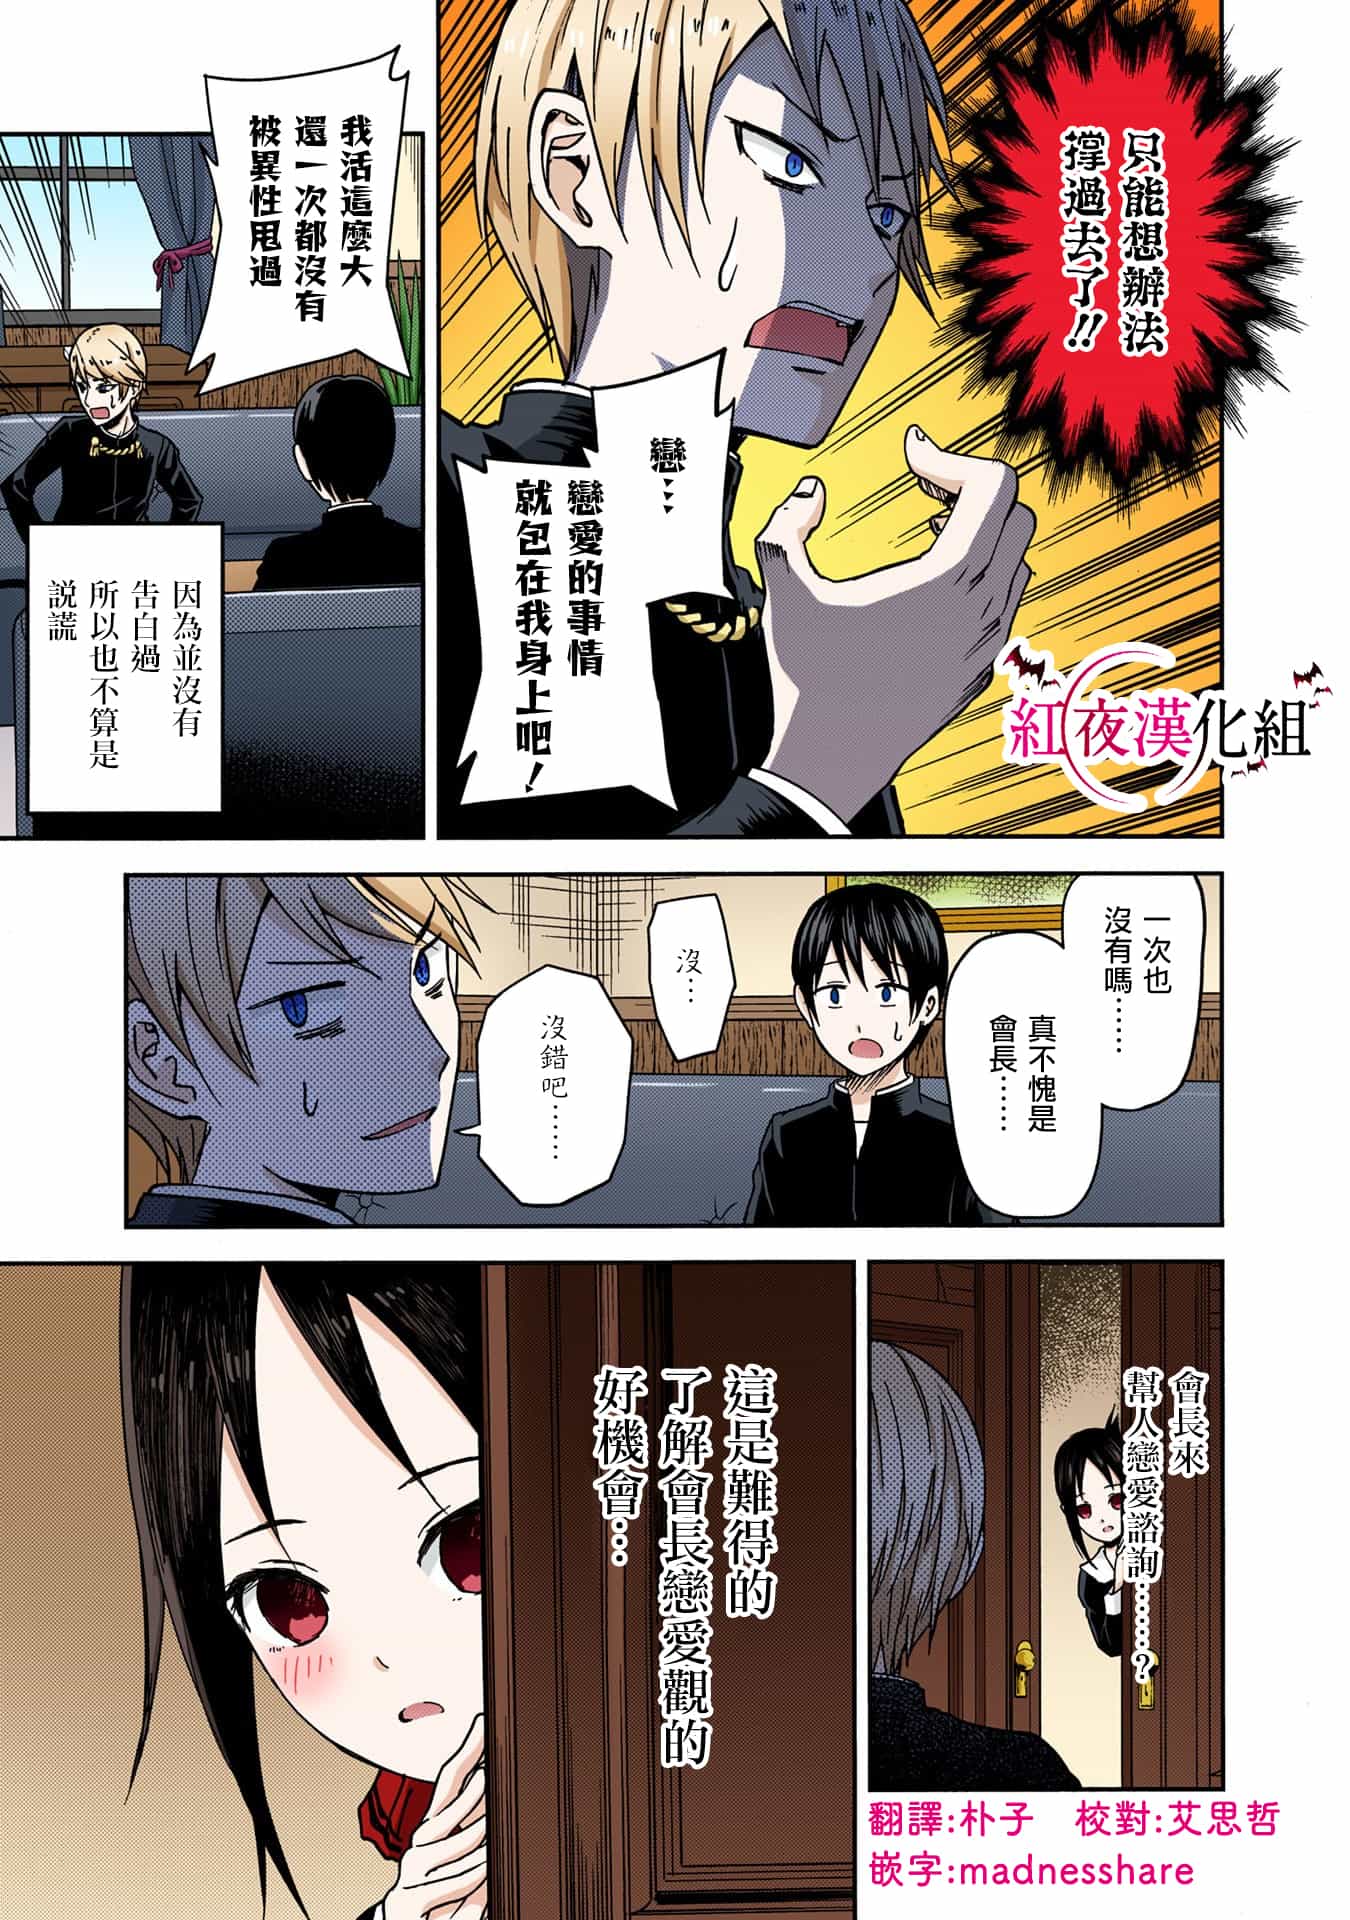 只能想辦法
撐過去了!!
戀…
戀愛的事情
就包在我身上吧!
我活這麼大
還一次都沒有
被異性甩過
因為並沒有
告白過
所以也不算是
說謊
紅夜漢化組
一次也
沒有嗎……
真不愧是
會長……
沒…
沒錯吧……
會長來
幫人戀愛諮詢……?
這是難得的
了解會長戀愛觀的
好機會…
翻譯:朴子 校對:艾思哲
嵌字:madnesshare